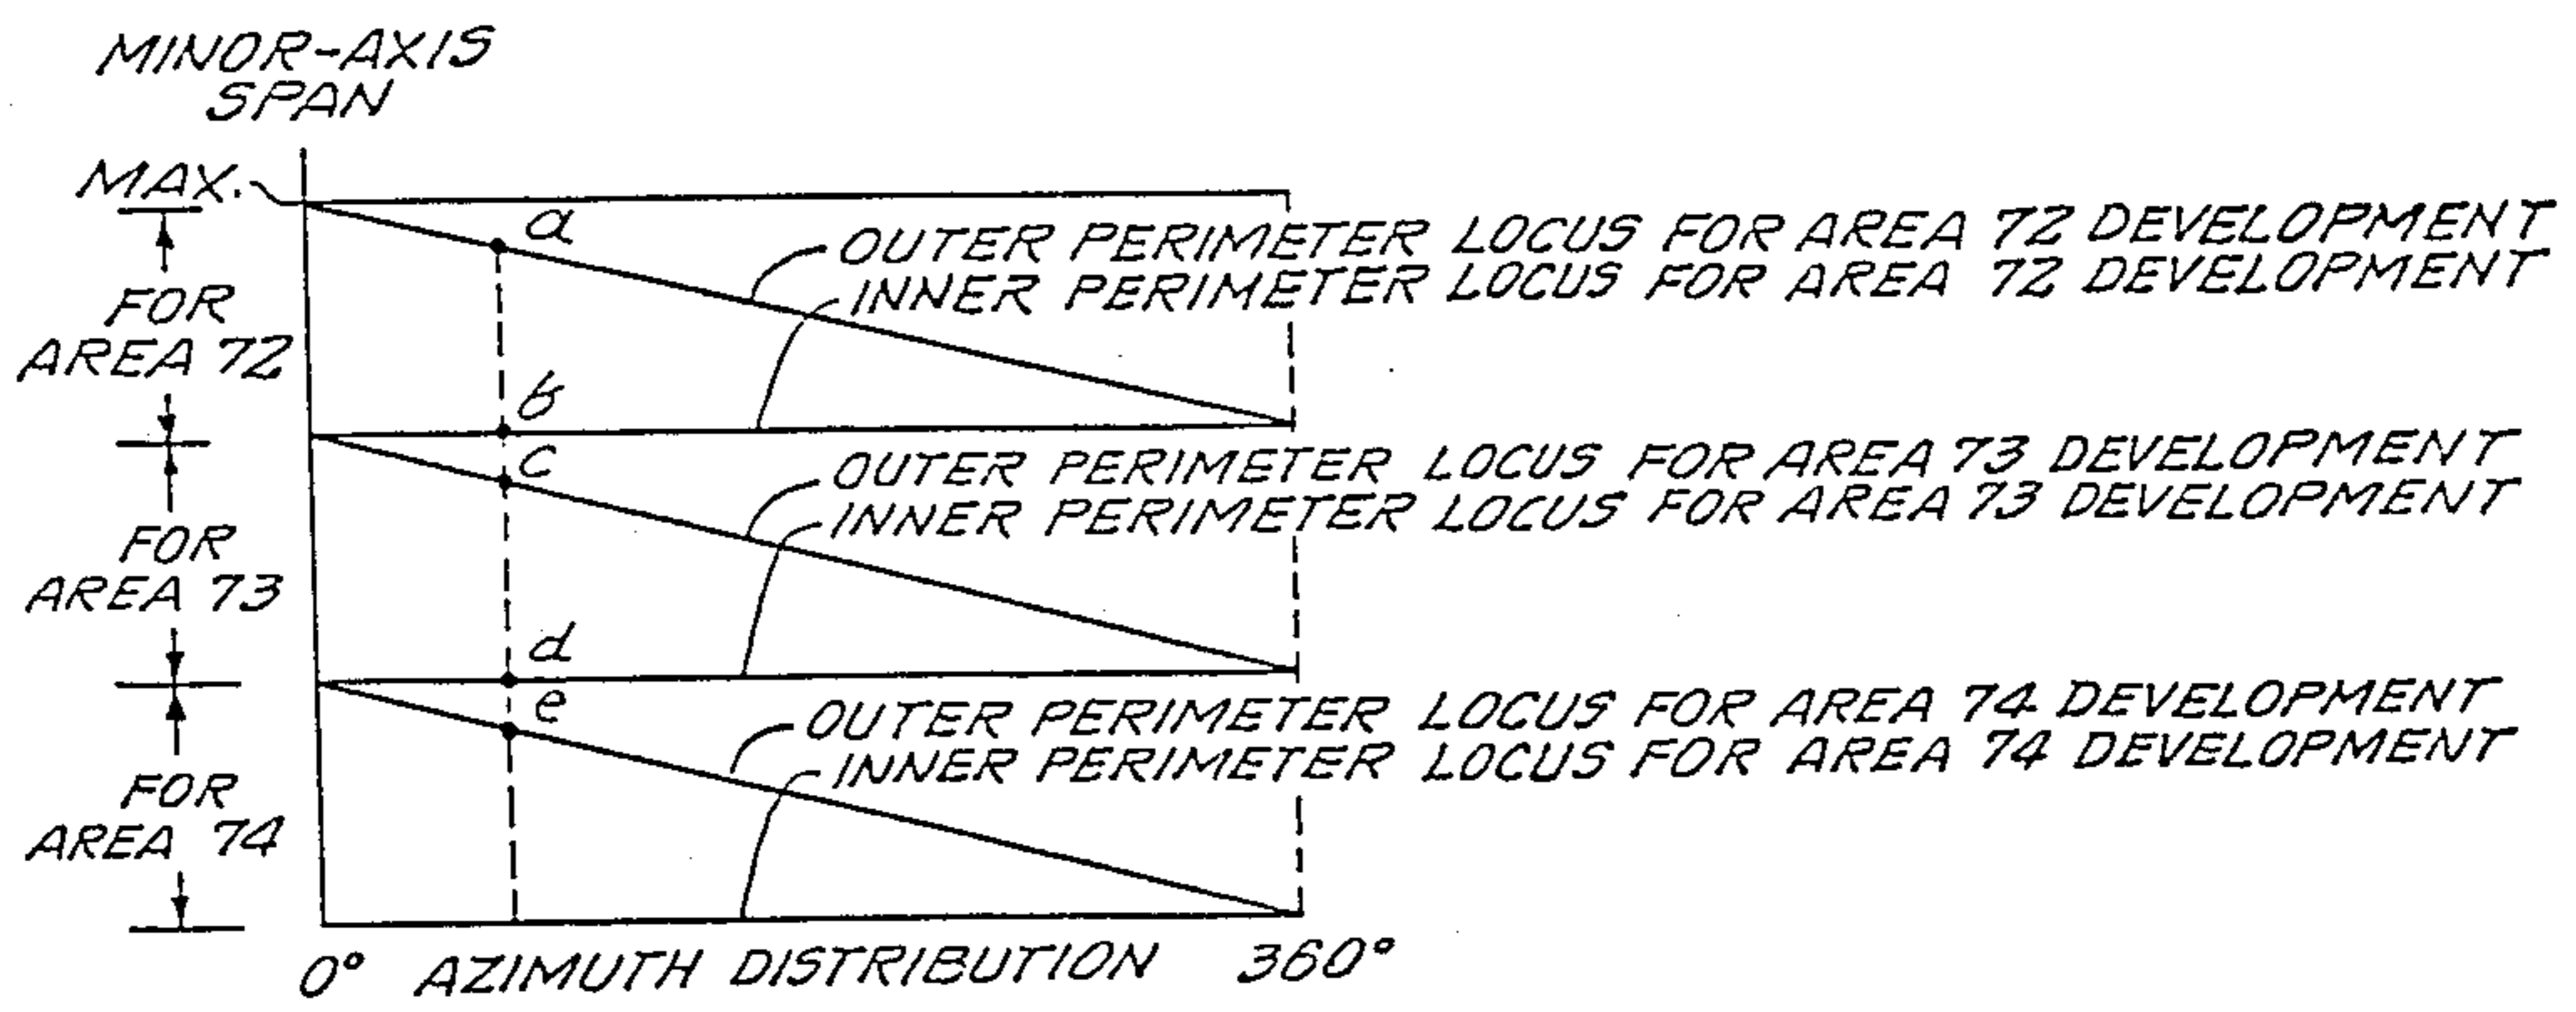 MINOR-AXIS
SPAN
MAX.
a
OUTER PERIMETER LOCUS FOR AREA 72 DEVELOPMENT
INNER PERIMETER LOCUS FOR AREA 72 DEVELOPMENT
FOR
AREA 72
b
c
OUTER PERIMETER LOCUS FOR AREA 73 DEVELOPMENT
INNER PERIMETER LOCUS FOR AREA 73 DEVELOPMENT
FOR
AREA 73
d
e
OUTER PERIMETER LOCUS FOR AREA 74 DEVELOPMENT
INNER PERIMETER LOCUS FOR AREA 74 DEVELOPMENT
FOR
AREA 74
0° AZIMUTH DISTRIBUTION 360°